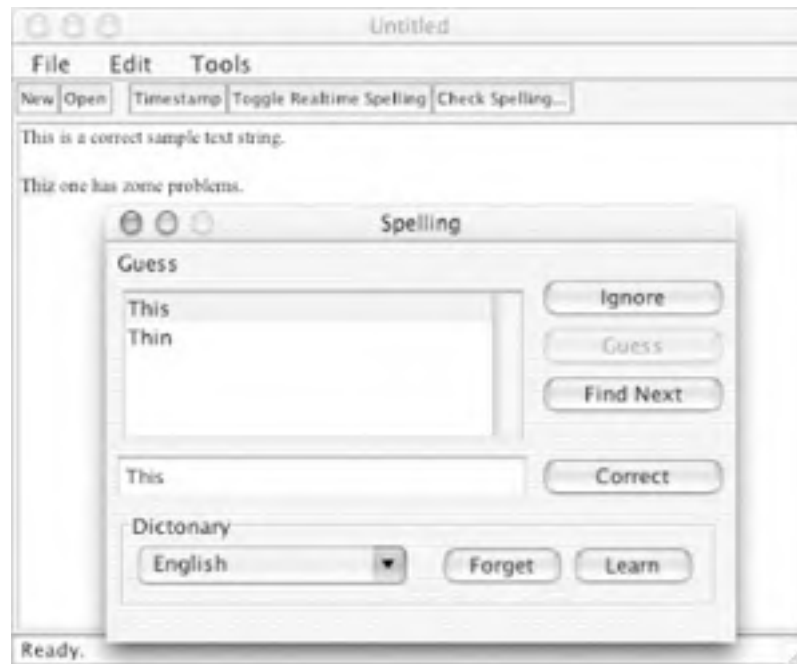 Untitled
File Edit Tools
New Open Timestamp Toggle Realtime Spelling Check Spelling...
This is a correct sample text string.
Thiz one has zome problems.
Spelling
Guess
This
Thin
Ignore
Guess
Find Next
This
Correct
Dictonary
English
Forget Learn
Ready.